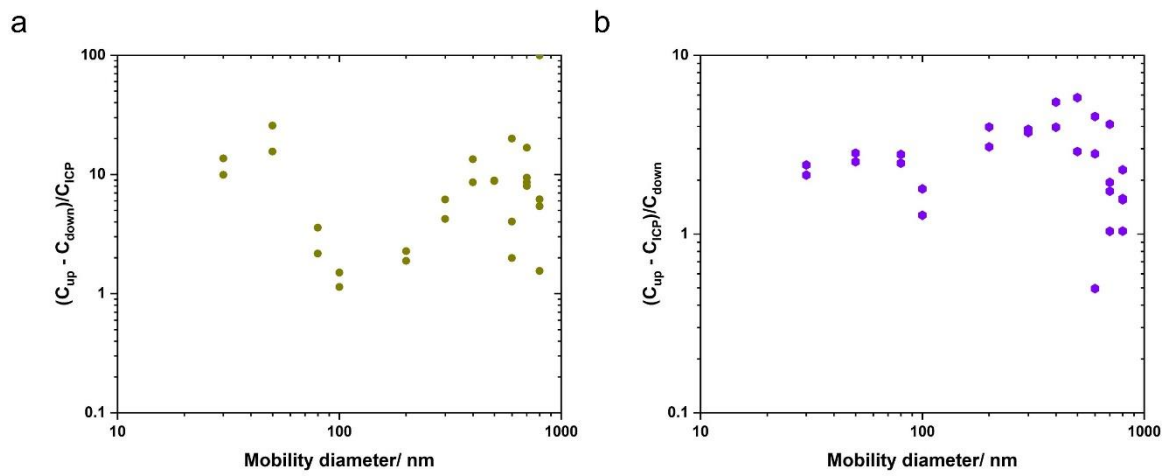 a
b
100
10
1
0.1
(C_up - C_down)/C_ICP
10
100
1000
Mobility diameter/ nm
10
1
0.1
(C_up - C_ICP)/C_down
10
100
1000
Mobility diameter/ nm